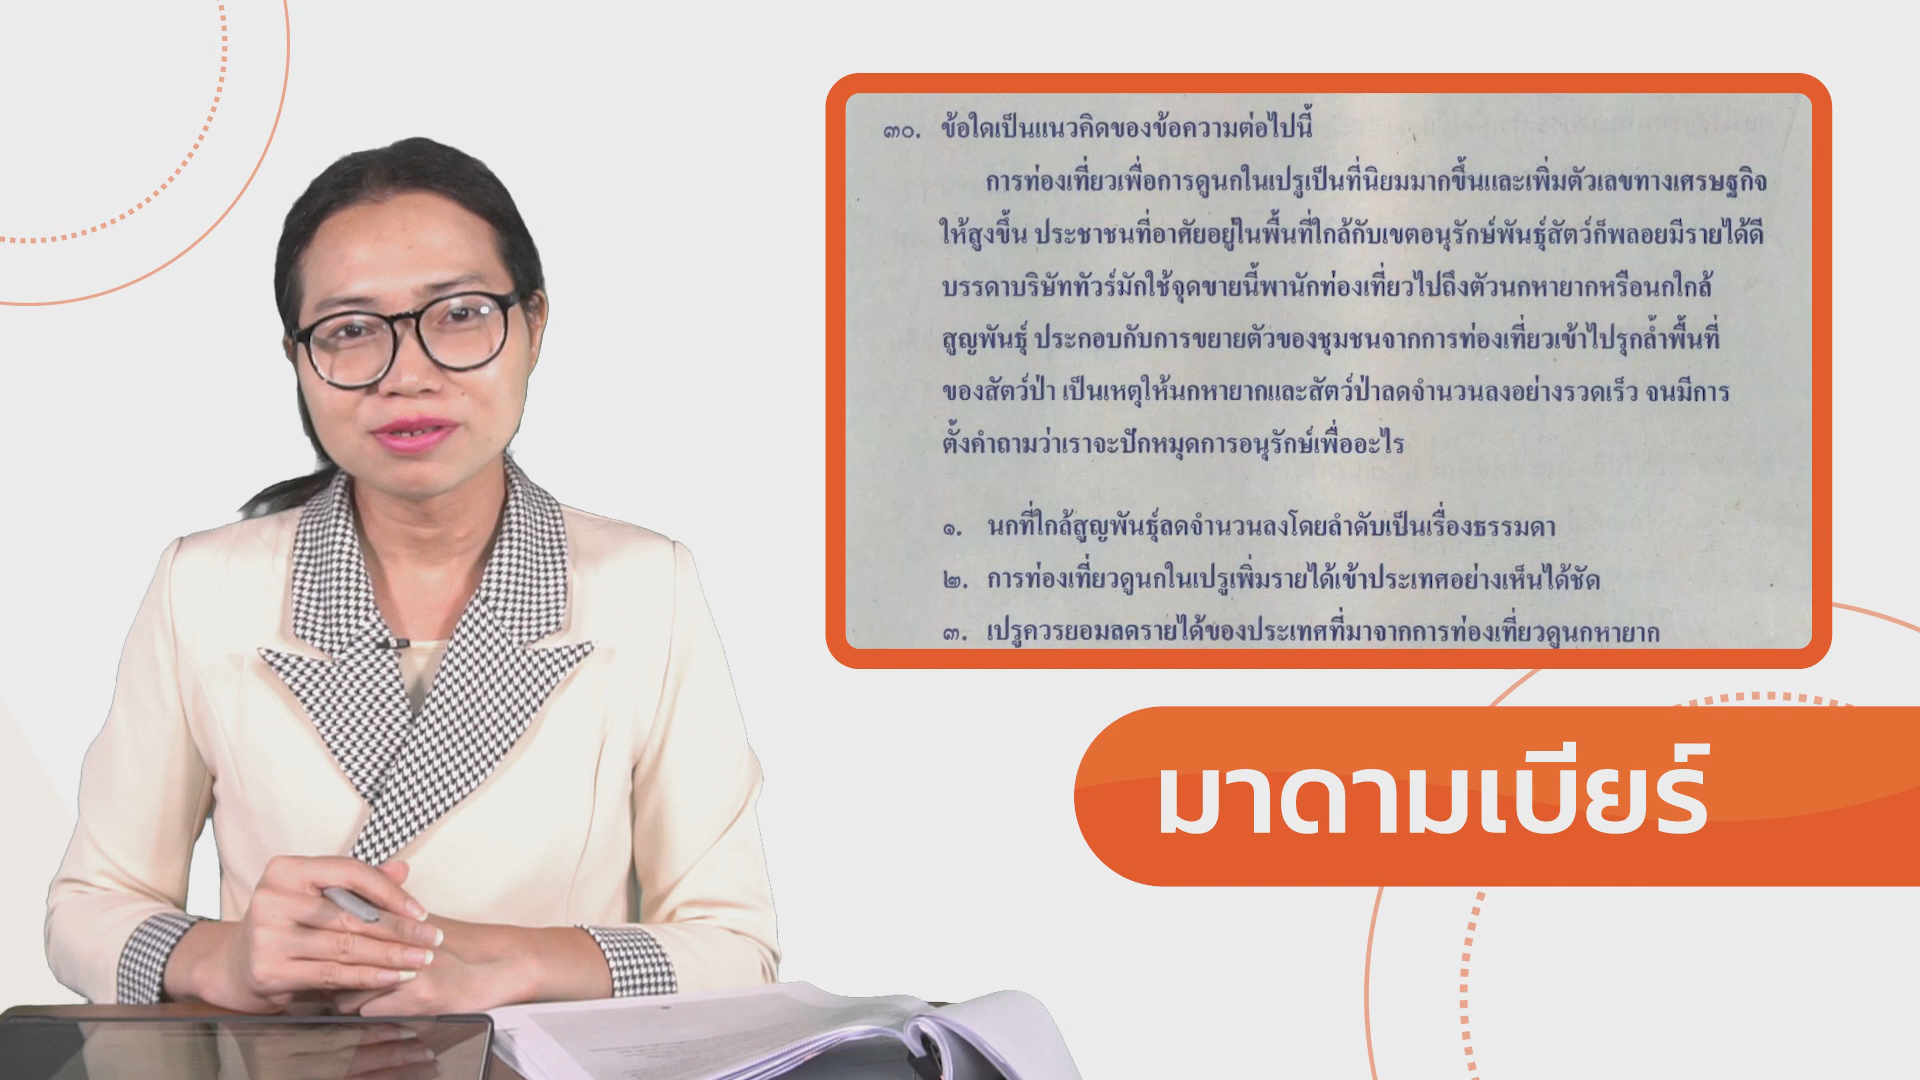 ๓๐. ข้อใดเป็นแนวคิดของข้อความต่อไปนี้
การท่องเที่ยวเพื่อการดูนกในเปรูเป็นที่นิยมมากขึ้นและเพิ่มตัวเลขทางเศรษฐกิจ
ให้สูงขึ้น ประชาชนที่อาศัยอยู่ในพื้นที่ใกล้กับเขตอนุรักษ์พันธุ์สัตว์ก็พลอยมีรายได้ดี
บรรดาบริษัททัวร์มักใช้จุดขายนี้พานักท่องเที่ยวไปถึงตัวนกหายากหรือนกใกล้
สูญพันธุ์ ประกอบกับการขยายตัวของชุมชนจากการท่องเที่ยวเข้าไปรุกล้ำพื้นที่
ของสัตว์ป่า เป็นเหตุให้นกหายากและสัตว์ป่าลดจำนวนลงอย่างรวดเร็ว จนมีการ
ตั้งคำถามว่าเราจะปักหมุดการอนุรักษ์เพื่ออะไร
๑. นกที่ใกล้สูญพันธุ์ลดจำนวนลงโดยลำดับเป็นเรื่องธรรมดา
๒. การท่องเที่ยวดูนกในเปรูเพิ่มรายได้เข้าประเทศอย่างเห็นได้ชัด
๓. เปรูควรยอมลดรายได้ของประเทศที่มาจากการท่องเที่ยวดูนกหายาก
มาดามเบียร์